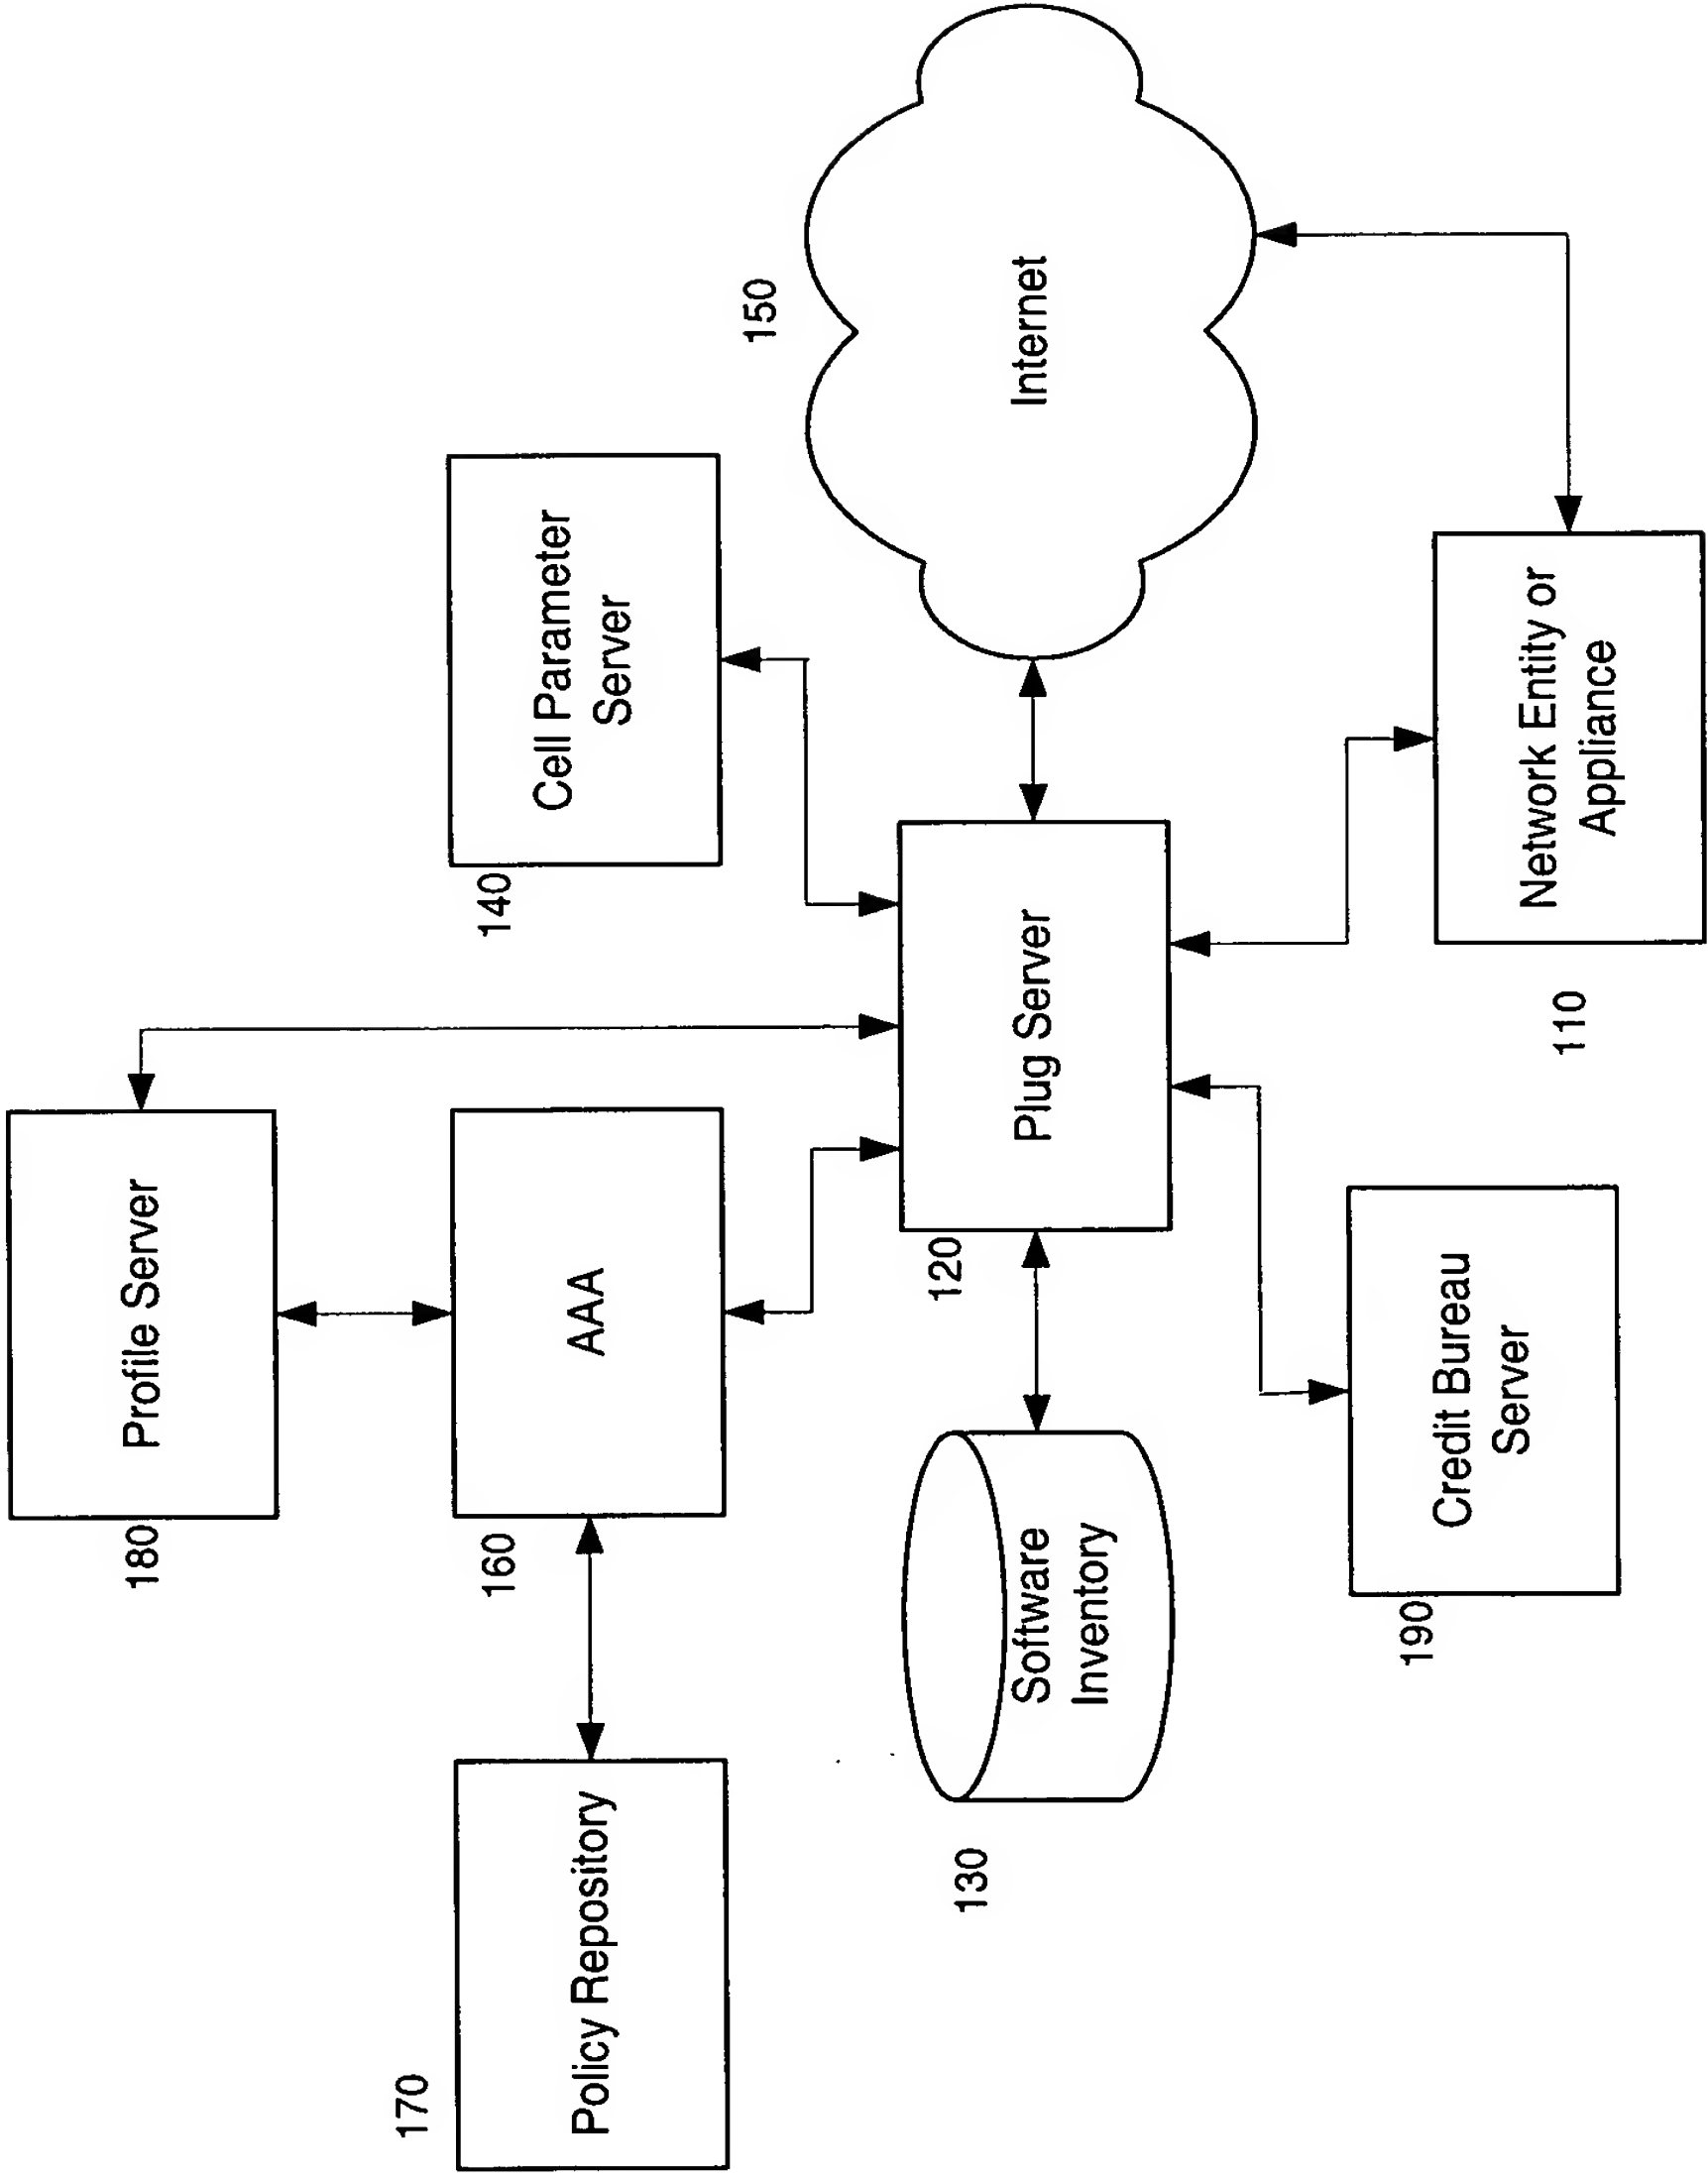 180
Profile Server
170
Policy Repository
160
AAA
140
Cell Parameter
Server
150
Internet
130
Software
Inventory
120
Plug Server
190
Credit Bureau
Server
110
Network Entity or
Appliance